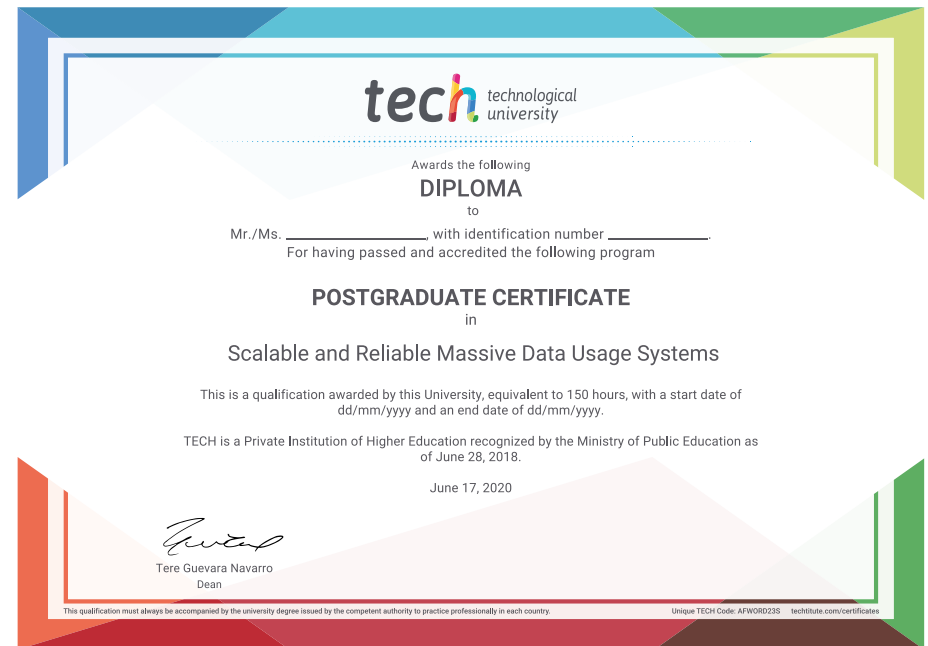 tech technological
university
Awards the following
DIPLOMA
to
Mr./Ms. ____________________, with identification number ______________.
For having passed and accredited the following program
POSTGRADUATE CERTIFICATE
in
Scalable and Reliable Massive Data Usage Systems
This is a qualification awarded by this University, equivalent to 150 hours, with a start date of
dd/mm/yyyy and an end date of dd/mm/yyyy.
TECH is a Private Institution of Higher Education recognized by the Ministry of Public Education as
of June 28, 2018.
June 17, 2020
Tere Guevara Navarro
Dean
This qualification must always be accompanied by the university degree issued by the competent authority to practice professionally in each country.
Unique TECH Code: AFWORD23S techtitute.com/certificates